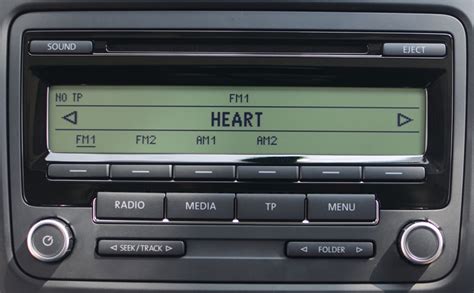 SOUND EJECT
NO TP FM1
HEART
FM1 FM2 AM1 AM2
RADIO MEDIA TP MENU
SEEK/TRACK FOLDER